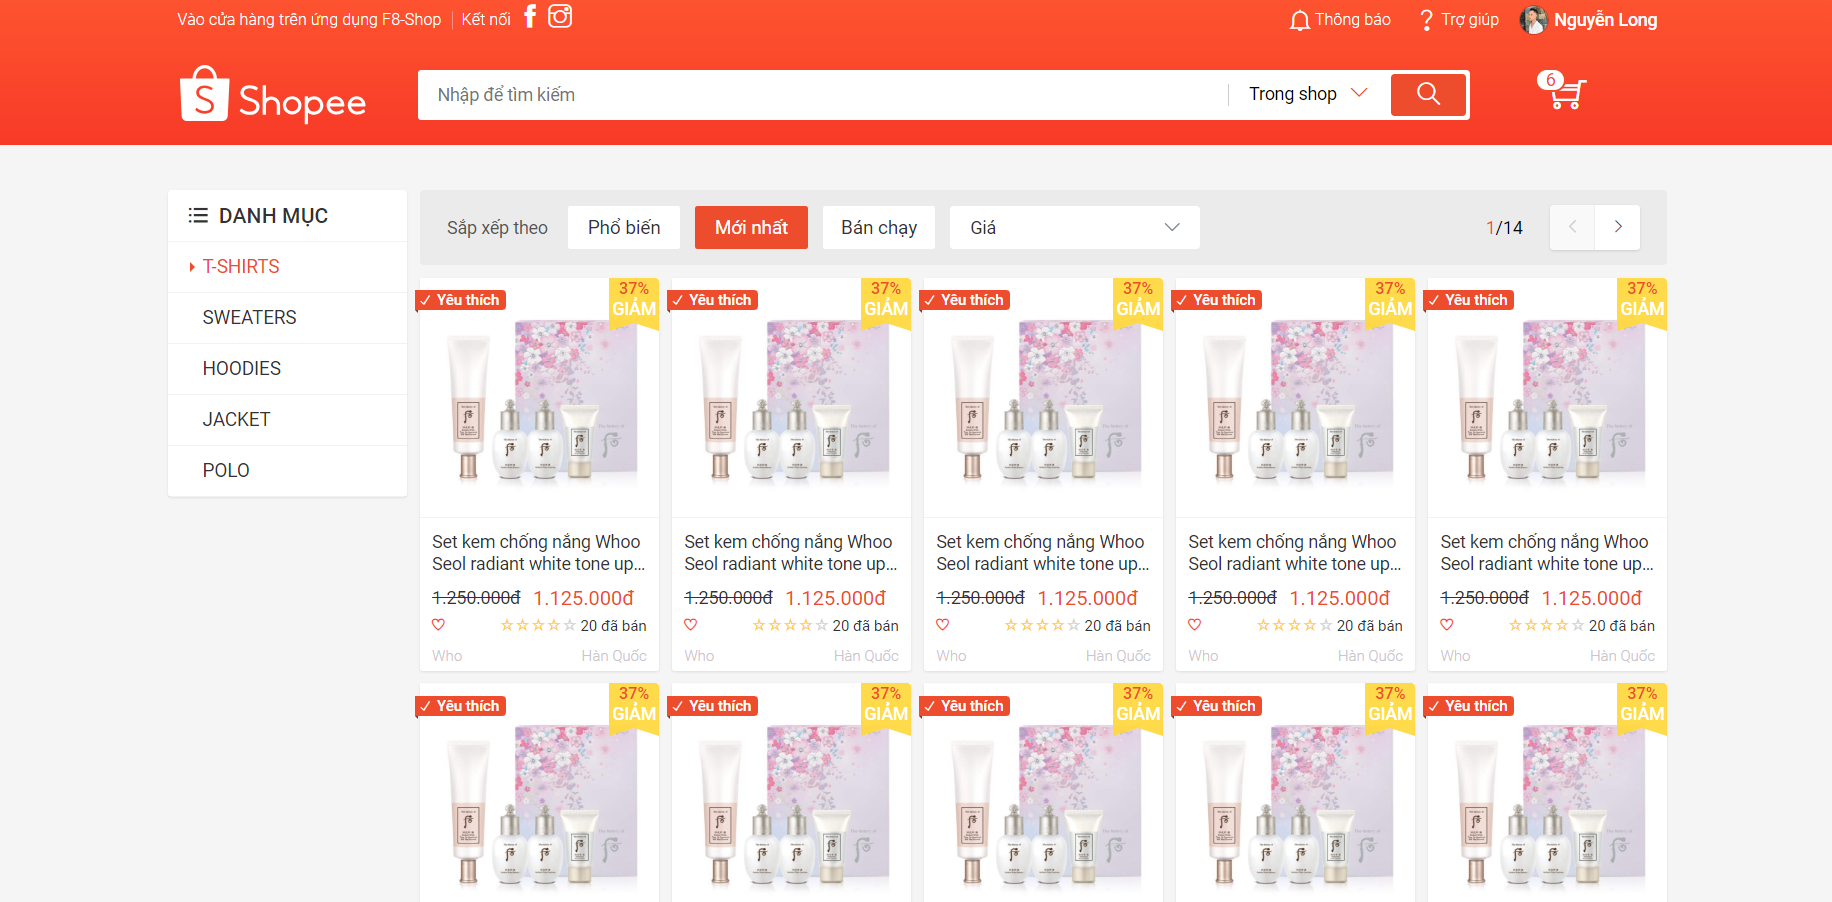 Vào cửa hàng trên ứng dụng F8-Shop
Kết nối
Thông báo
Trợ giúp
Nguyễn Long
S Shopee
Nhập để tìm kiếm
Trong shop
6
DANH MỤC
T-SHIRTS
SWEATERS
HOODIES
JACKET
POLO
Sắp xếp theo
Phổ biến
Mới nhất
Bán chạy
Giá
1/14
Yêu thích
37%
GIẢM
Set kem chống nắng Whoo
Seol radiant white tone up...
1.250.000đ 1.125.000đ
20 đã bán
Who Hàn Quốc
Yêu thích
37%
GIẢM
Set kem chống nắng Whoo
Seol radiant white tone up...
1.250.000đ 1.125.000đ
20 đã bán
Who Hàn Quốc
Yêu thích
37%
GIẢM
Set kem chống nắng Whoo
Seol radiant white tone up...
1.250.000đ 1.125.000đ
20 đã bán
Who Hàn Quốc
Yêu thích
37%
GIẢM
Set kem chống nắng Whoo
Seol radiant white tone up...
1.250.000đ 1.125.000đ
20 đã bán
Who Hàn Quốc
Yêu thích
37%
GIẢM
Set kem chống nắng Whoo
Seol radiant white tone up...
1.250.000đ 1.125.000đ
20 đã bán
Who Hàn Quốc
Yêu thích
37%
GIẢM
Yêu thích
37%
GIẢM
Yêu thích
37%
GIẢM
Yêu thích
37%
GIẢM
Yêu thích
37%
GIẢM